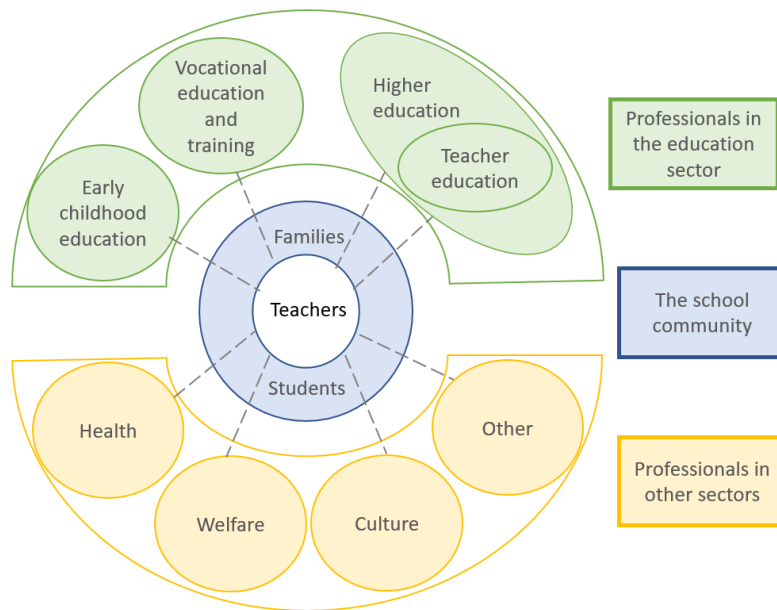 Vocational
education
and
training
Higher
education
Teacher
education
Early
childhood
education
Families
Teachers
Students
Health
Welfare
Culture
Other
Professionals in
the education
sector
The school
community
Professionals in
other sectors